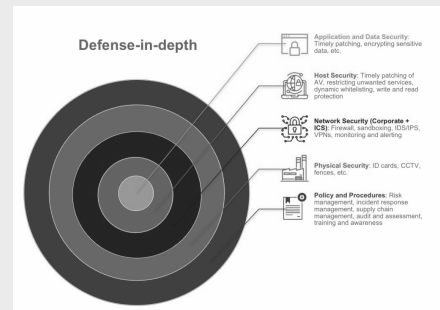 Defense-in-depth
Application and Data Security:
Timely patching, encrypting sensitive
data, etc.
Host Security: Timely patching of
AV, restricting unwanted services,
dynamic whitelisting, write and read
protection
Network Security (Corporate +
ICS): Firewall, sandboxing, IDS/IPS,
VPNs, monitoring and alerting
Physical Security: ID cards, CCTV,
fences, etc.
Policy and Procedures: Risk
management, incident response
management, supply chain
management, audit and assessment,
training and awareness